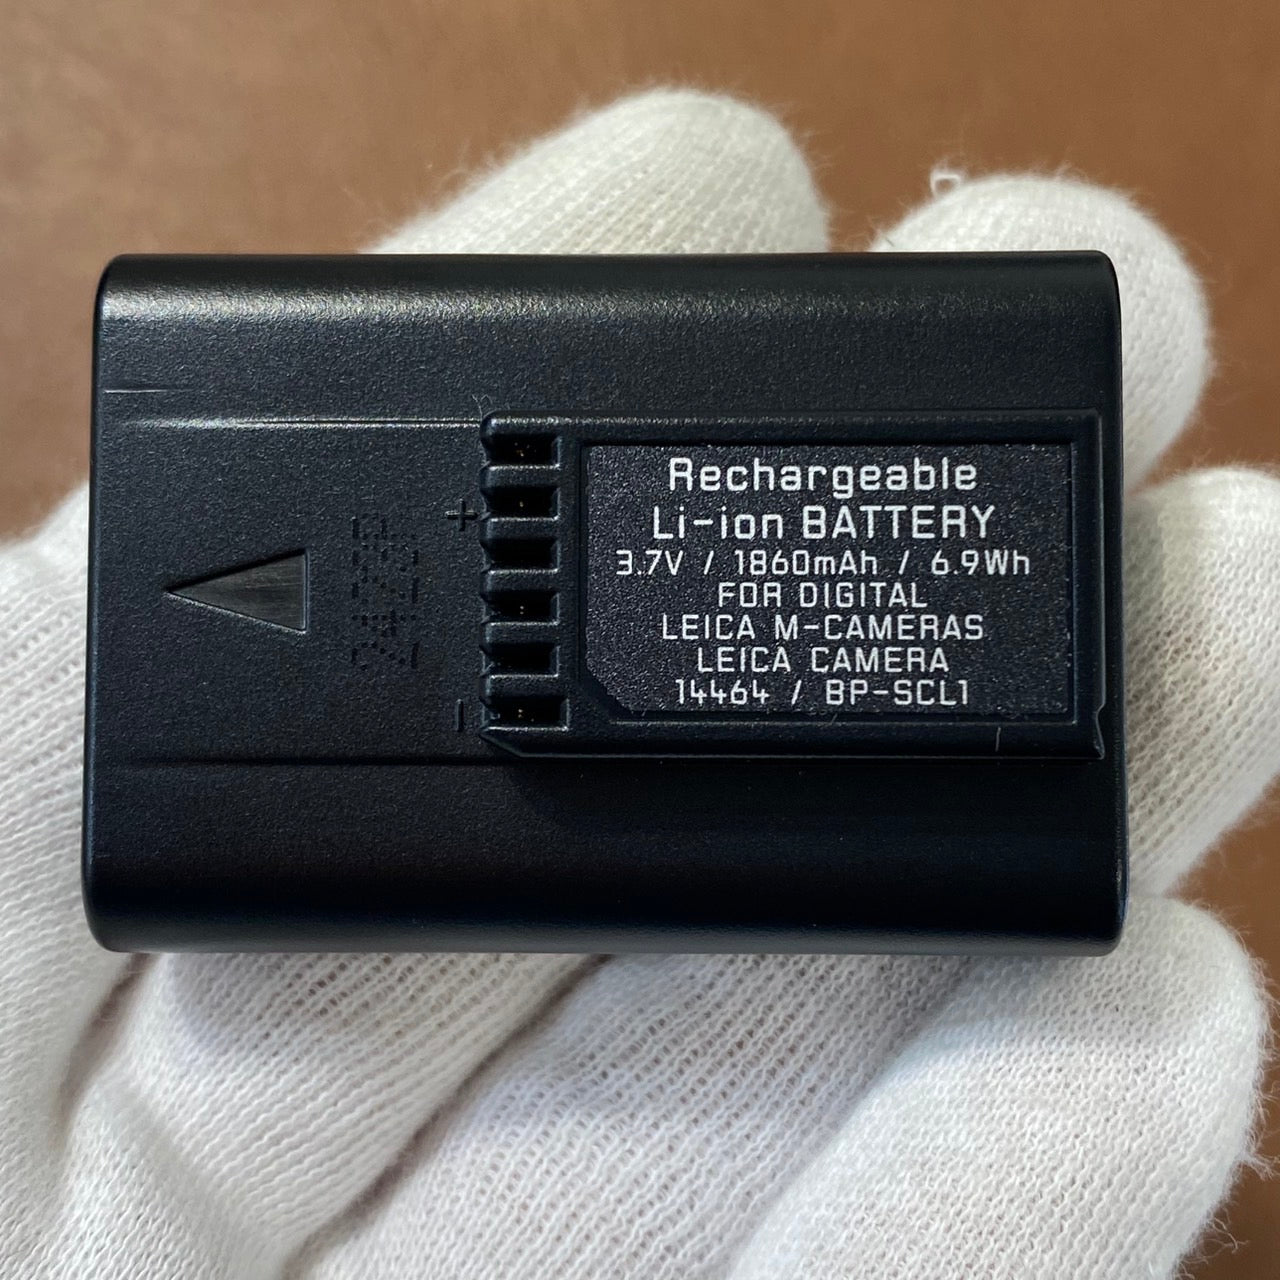 Rechargeable
Li-ion BATTERY
3.7V / 1860mAh / 6.9Wh
FOR DIGITAL
LEICA M-CAMERAS
LEICA CAMERA
14464 / BP-SCL1
+
-